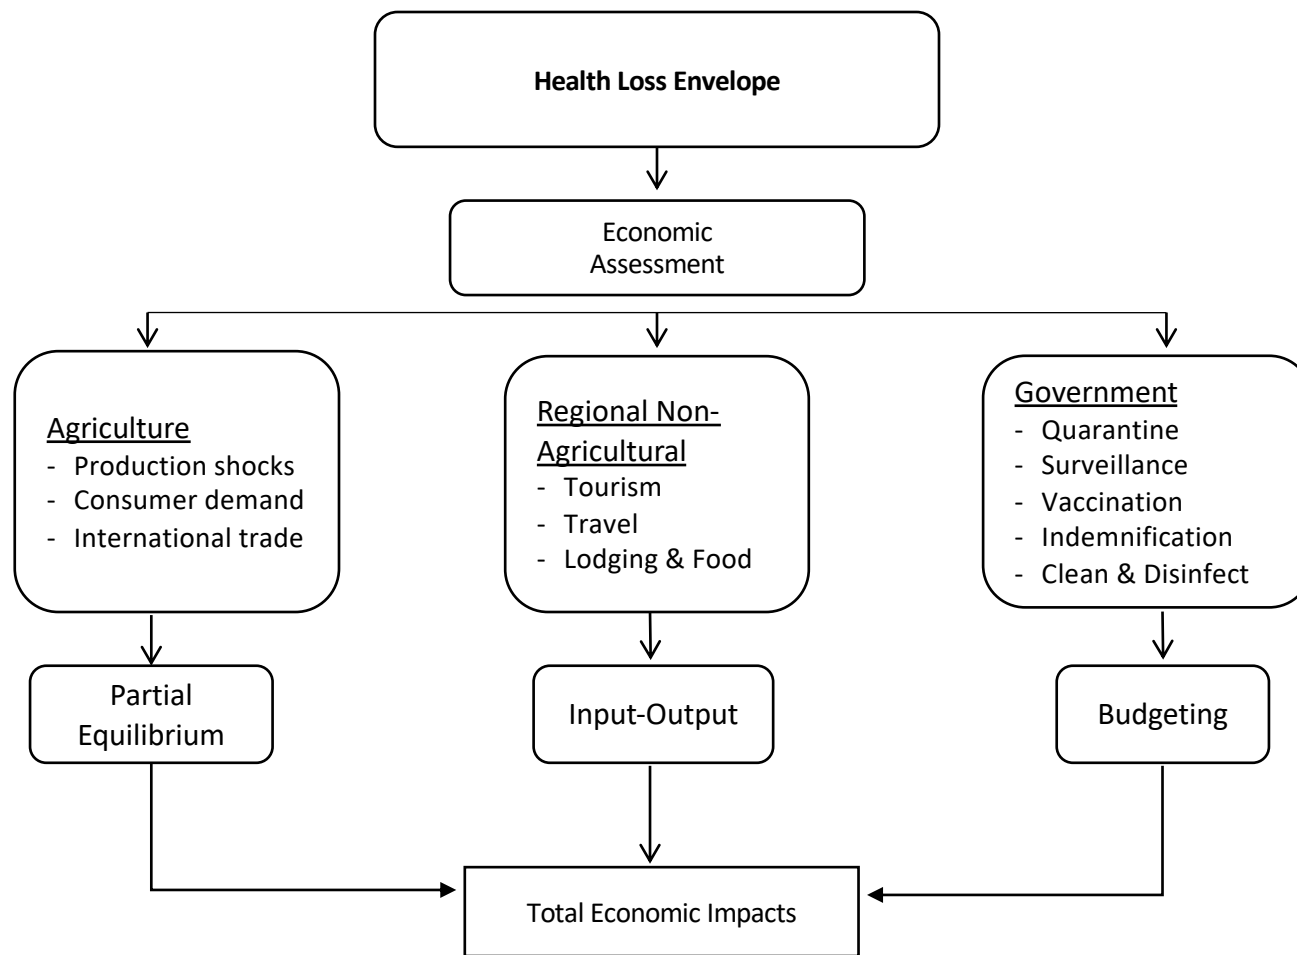 Health Loss Envelope
Economic
Assessment
Agriculture
- Production shocks
- Consumer demand
- International trade
Regional Non-
Agricultural
- Tourism
- Travel
- Lodging & Food
Government
- Quarantine
- Surveillance
- Vaccination
- Indemnification
- Clean & Disinfect
Partial
Equilibrium
Input-Output
Budgeting
Total Economic Impacts